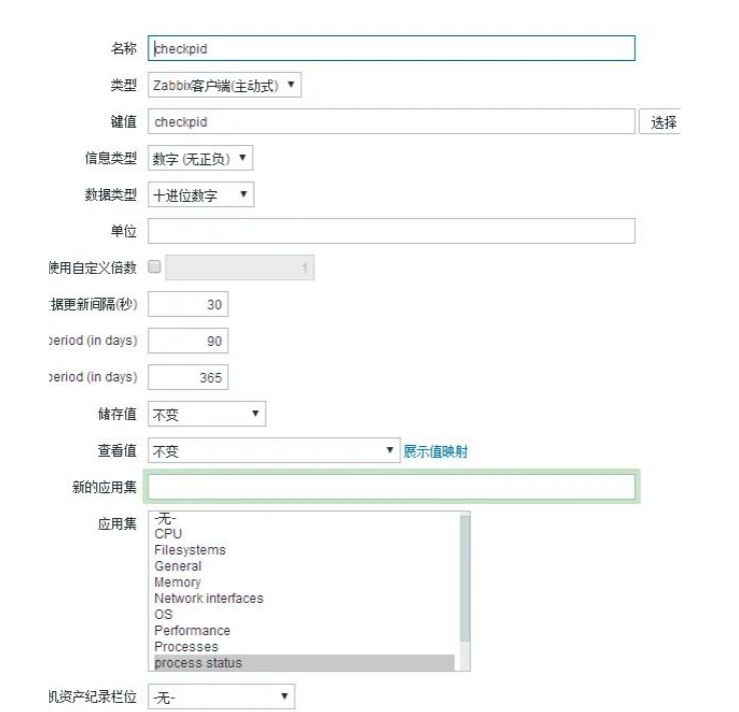 名称 checkpid
类型 Zabbix客户端(主动式)
键值 checkpid 选择
信息类型 数字 (无正负)
数据类型 十进位数字
单位
使用自定义倍数 1
据更新间隔(秒) 30
period (in days) 90
period (in days) 365
储存值 不变
查看值 不变 展示值映射
新的应用集
应用集 -无-
CPU
Filesystems
General
Memory
Network interfaces
OS
Performance
Processes
process status
机资产纪录栏位 -无-